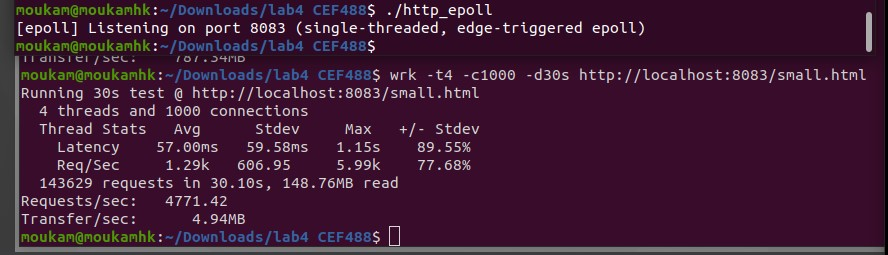 moukam@moukamhk:~/Downloads/lab4 CEF488$ ./http_epoll
[epoll] Listening on port 8083 (single-threaded, edge-triggered epoll)
moukam@moukamhk:~/Downloads/lab4 CEF488$
Transfer/sec: 787.34MB
moukam@moukamhk:~/Downloads/lab4 CEF488$ wrk -t4 -c1000 -d30s http://localhost:8083/small.html
Running 30s test @ http://localhost:8083/small.html
4 threads and 1000 connections
Thread Stats Avg Stdev Max +/- Stdev
Latency 57.00ms 59.58ms 1.15s 89.55%
Req/Sec 1.29k 606.95 5.99k 77.68%
143629 requests in 30.10s, 148.76MB read
Requests/sec: 4771.42
Transfer/sec: 4.94MB
moukam@moukamhk:~/Downloads/lab4 CEF488$